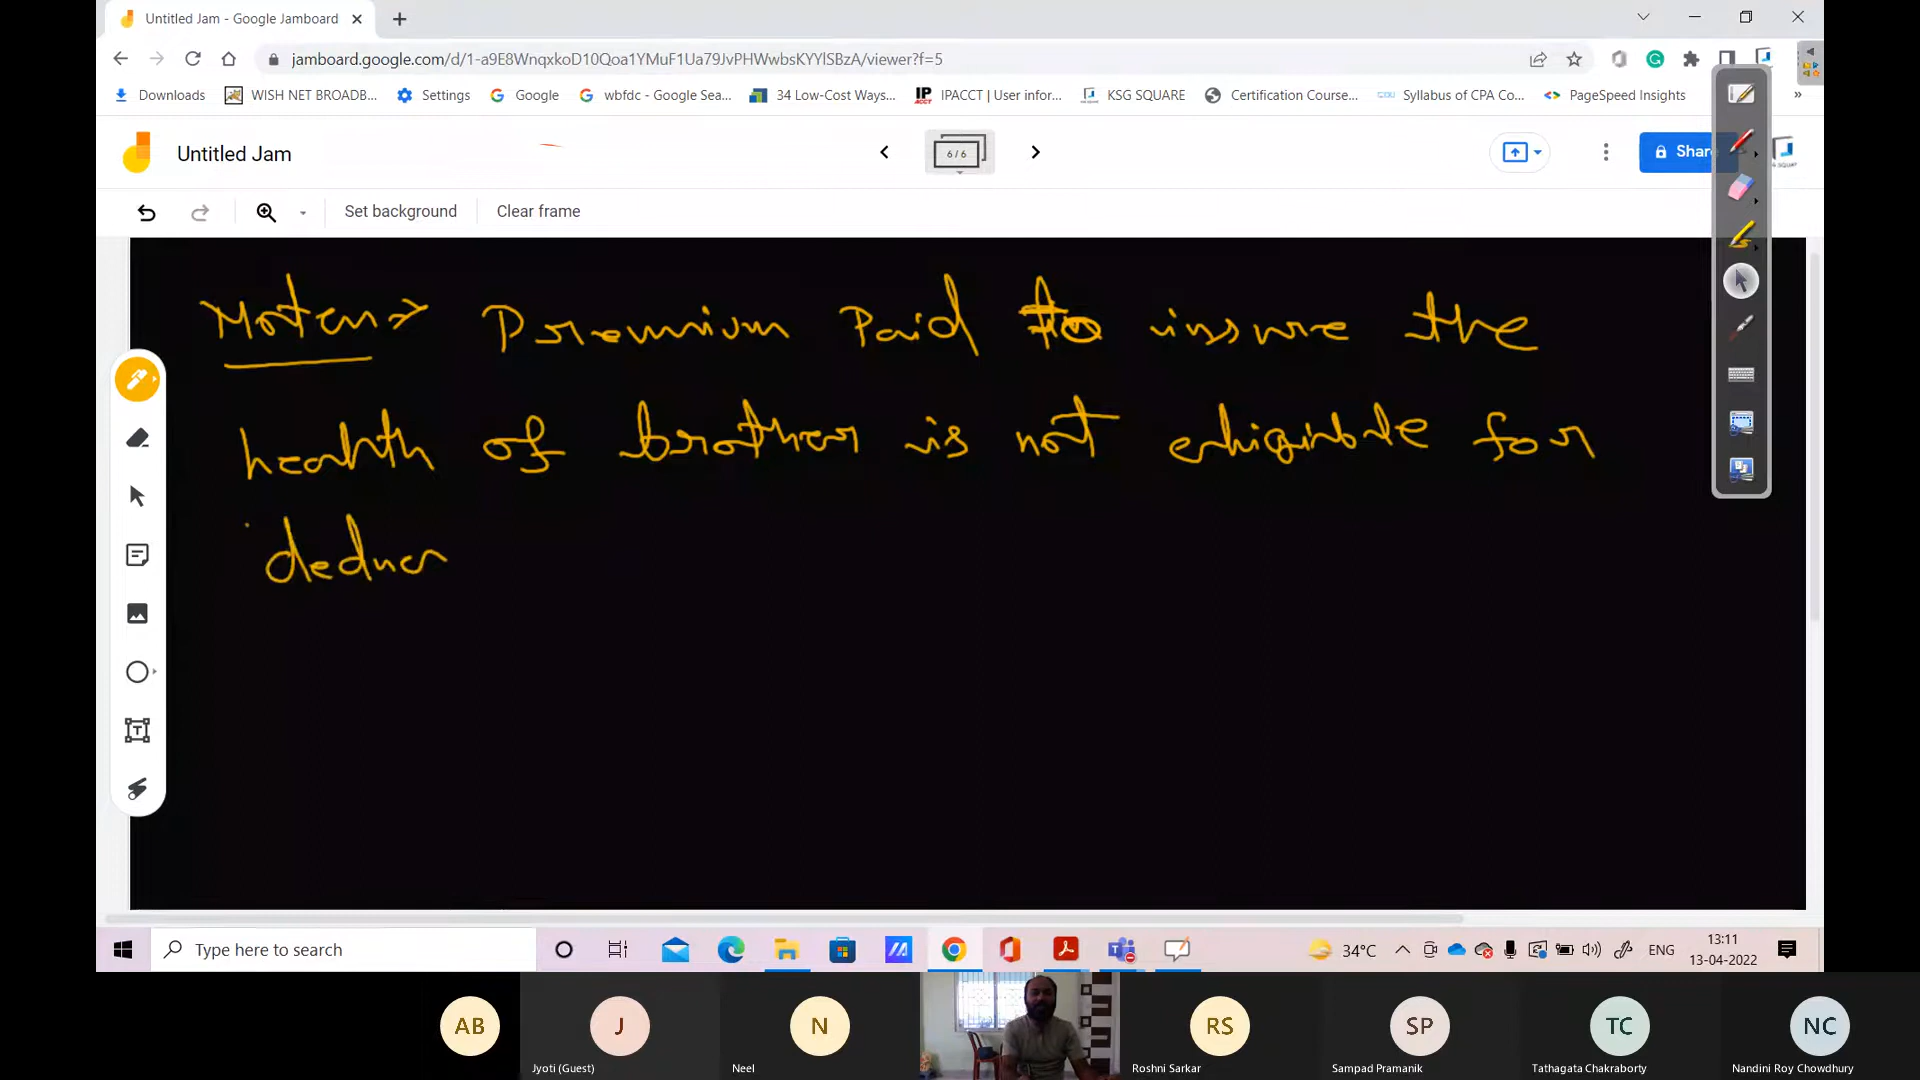 Untitled Jam - Google Jamboard
jamboard.google.com/d/1-a9E8WnqxkoD10Qoa1YMuF1Ua79JvPHWwbsKYYlSBzA/viewer?f=5
Downloads WISH NET BROADB... Settings Google wbfdc - Google Sea... 34 Low-Cost Ways... IPACCT | User infor... KSG SQUARE Certification Course... Syllabus of CPA Co... PageSpeed Insights »
Untitled Jam 6 / 6 Shar
Set background Clear frame
Premium Paid to insure the
health of brother is not eligible for
Type here to search 34°C ENG 13:11
13-04-2022
AB J N RS SP TC NC
Jyoti (Guest) Neel Roshni Sarkar Sampad Pramanik Tathagata Chakraborty Nandini Roy Chowdhury